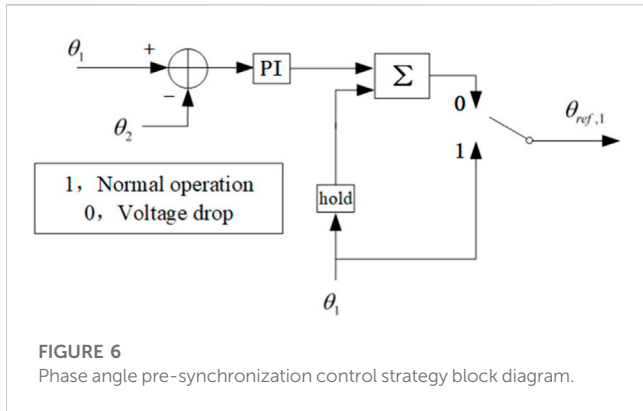 θ₁
+
−
θ₂
PI
Σ
0
1
θref,1
hold
θ₁
1, Normal operation
0, Voltage drop
FIGURE 6
Phase angle pre-synchronization control strategy block diagram.